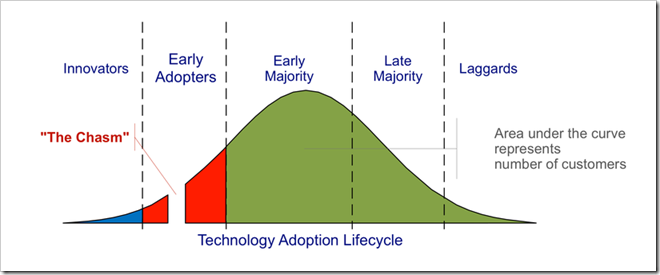 Innovators
Early
Adopters
Early
Majority
Late
Majority
Laggards
"The Chasm"
Area under the curve
represents
number of customers
Technology Adoption Lifecycle